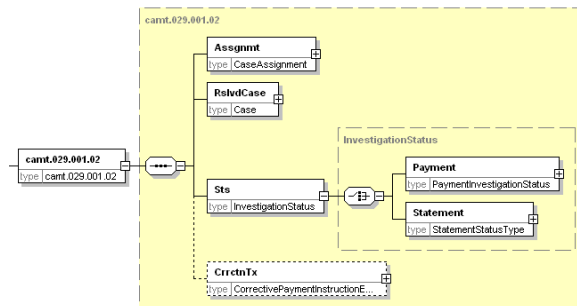 camt.029.001.02
Assgnmt
type CaseAssignment
RslvdCase
type Case
camt.029.001.02
type camt.029.001.02
Sts
type InvestigationStatus
InvestigationStatus
Payment
type PaymentInvestigationStatus
Statement
type StatementStatusType
CrrctnTx
type CorrectivePaymentInstructionE...